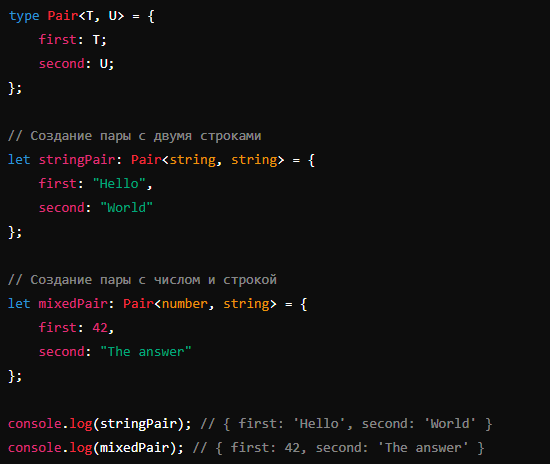 type Pair<T, U> = {
    first: T;
    second: U;
};

// Создание пары с двумя строками
let stringPair: Pair<string, string> = {
    first: "Hello",
    second: "World"
};

// Создание пары с числом и строкой
let mixedPair: Pair<number, string> = {
    first: 42,
    second: "The answer"
};

console.log(stringPair); // { first: 'Hello', second: 'World' }
console.log(mixedPair); // { first: 42, second: 'The answer' }